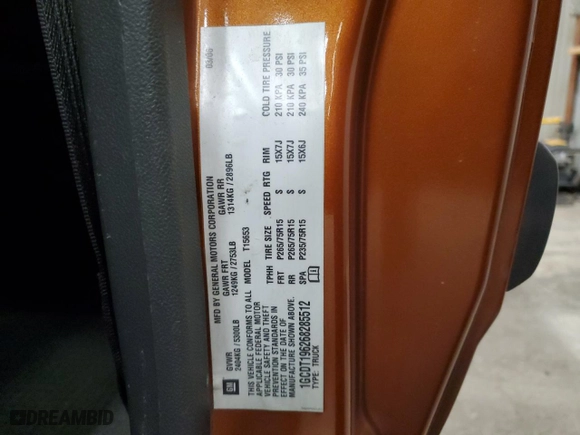 MFD BY GENERAL MOTORS CORPORATION 03/06
GVWR GAWR FRT GAWR RR
2404KG / 5300LB 1249KG / 2753LB 1314KG / 2896LB
GM
THIS VEHICLE CONFORMS TO ALL T15653
APPLICABLE FEDERAL MOTOR
VEHICLE SAFETY AND THEFT
PREVENTION STANDARDS IN
EFFECT ON THE DATE OF
MANUFACTURE SHOWN ABOVE.
1GCDT196268285512
TYPE: TRUCK
TPHH TIRE SIZE SPEED RTG RIM COLD TIRE PRESSURE
FRT P265/75R15 S 15X7J 210 KPA 30 PSI
RR P265/75R15 S 15X7J 210 KPA 30 PSI
SPA P235/75R15 S 15X6J 240 KPA 35 PSI
DREAMBID